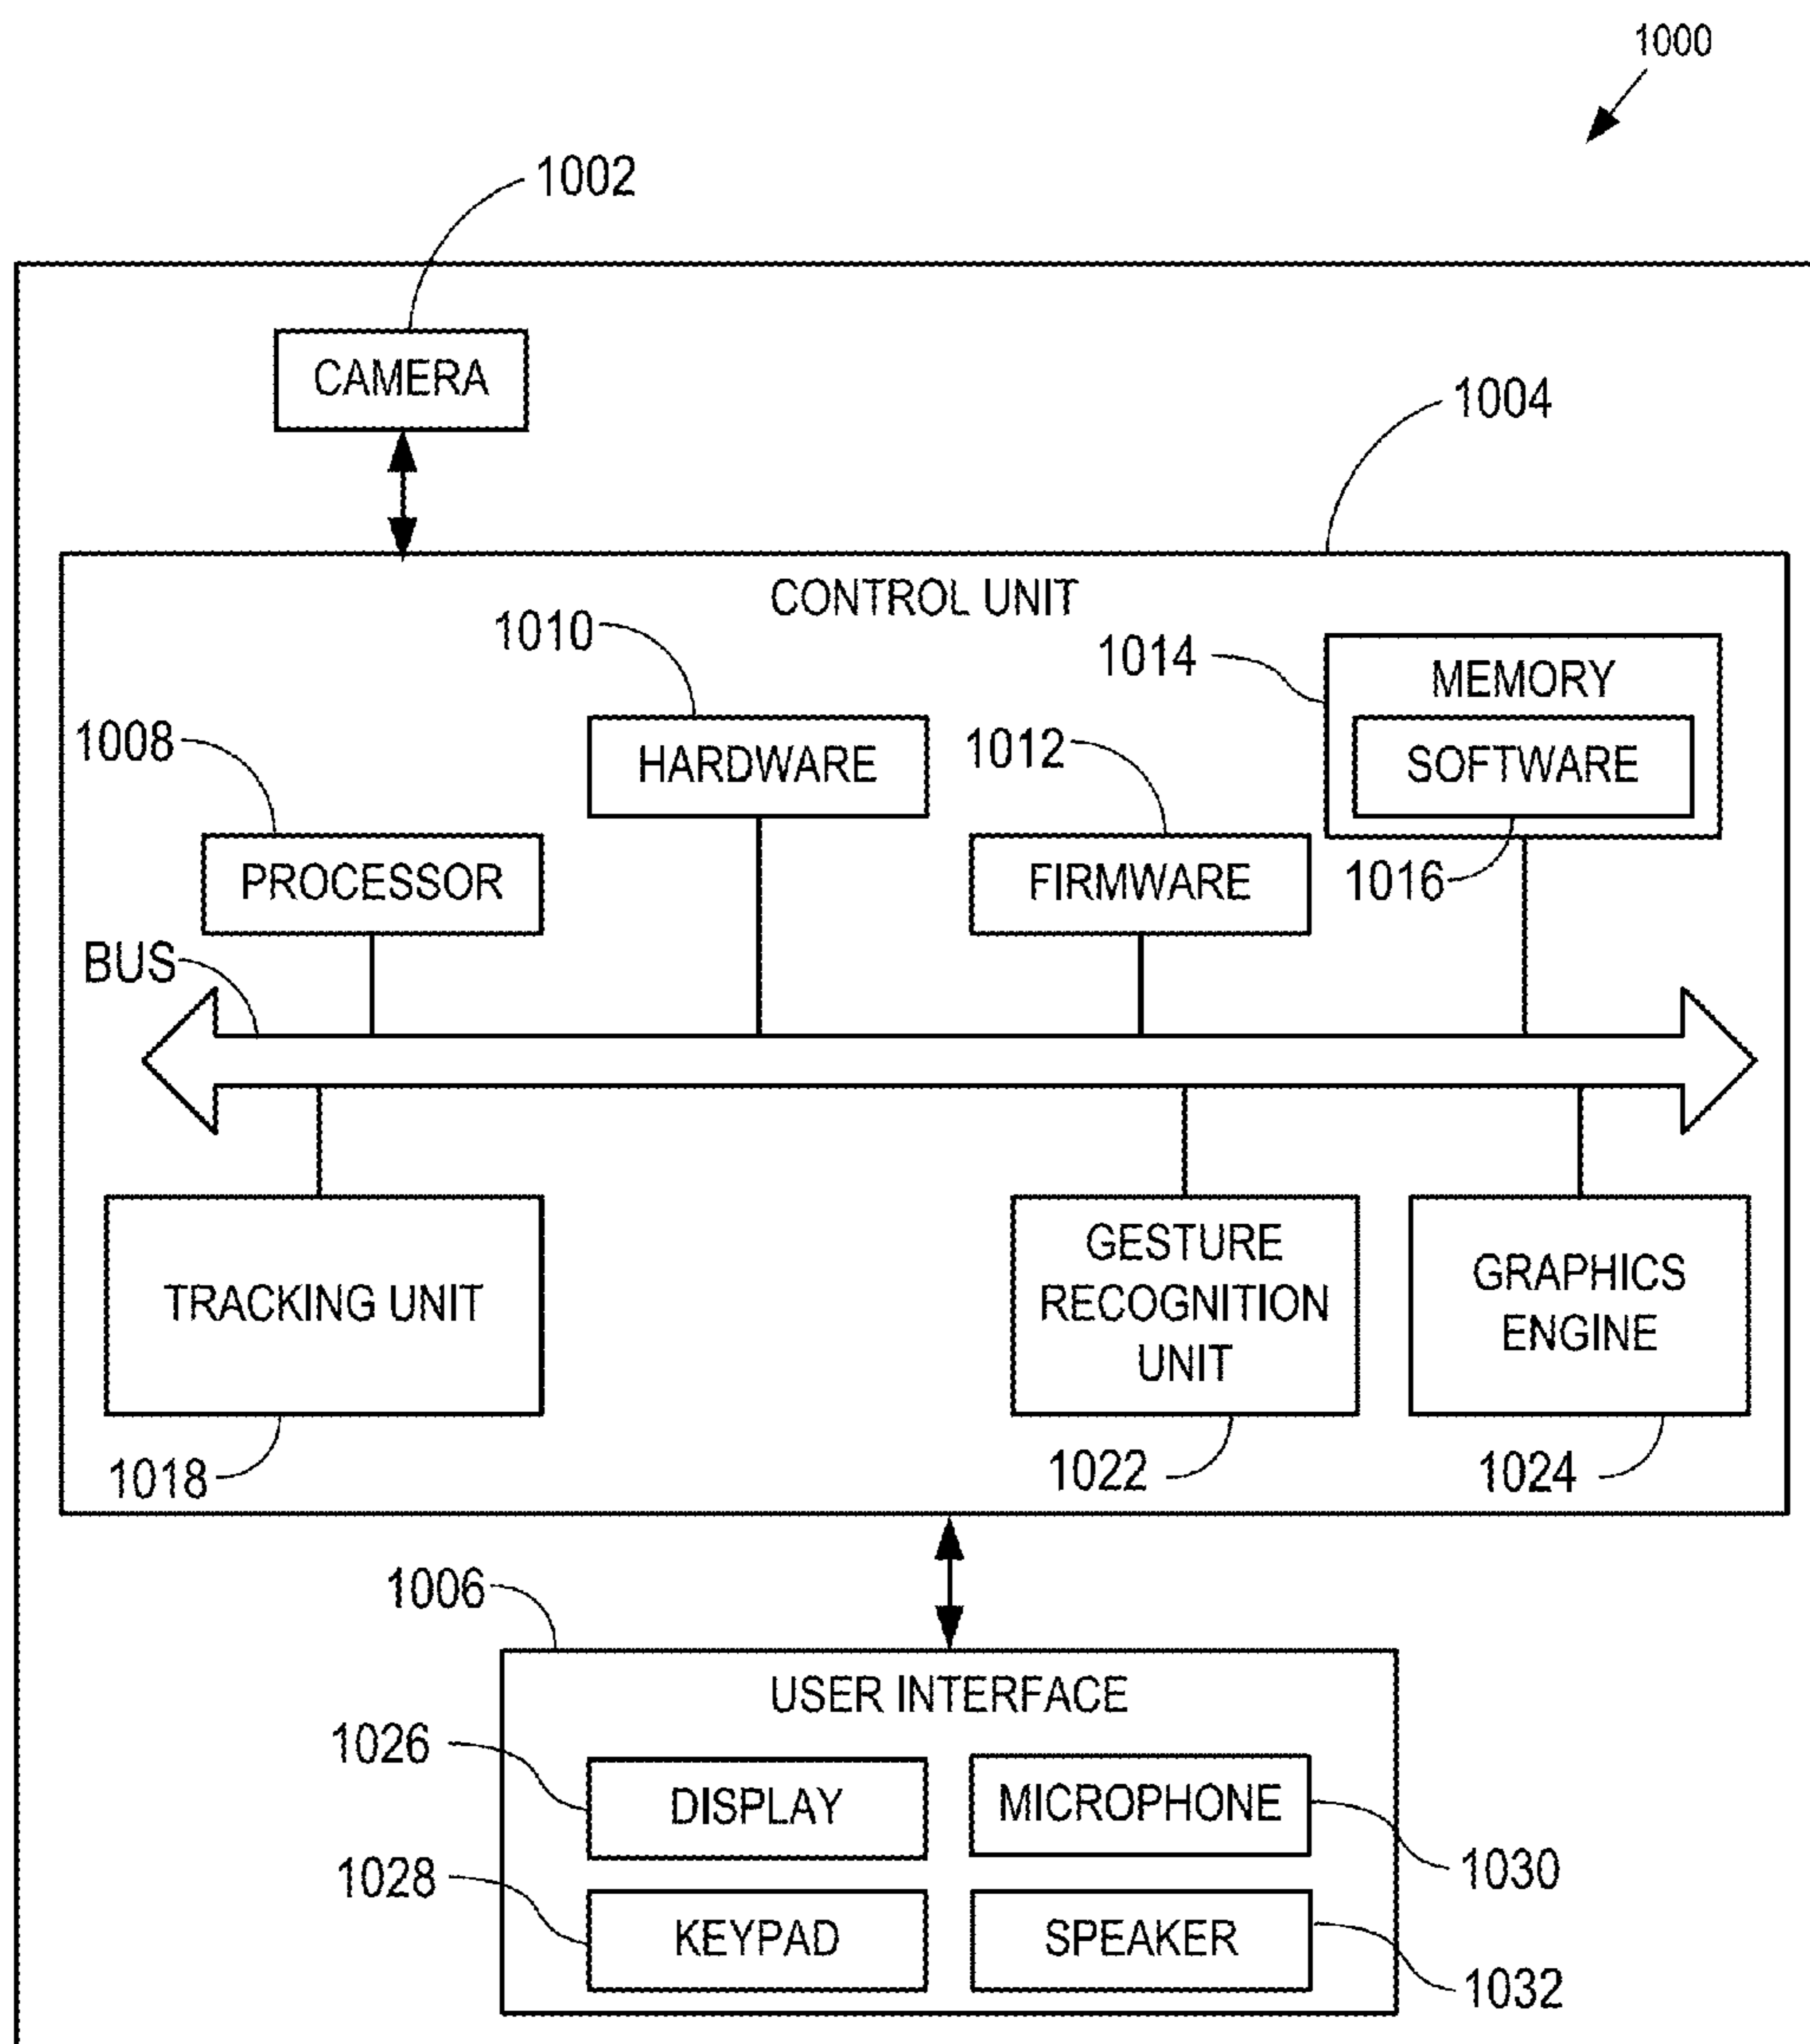 1000
1002
CAMERA
1004
CONTROL UNIT
1010
1014
MEMORY
1008
HARDWARE
1012
SOFTWARE
PROCESSOR
FIRMWARE
1016
BUS
TRACKING UNIT
GESTURE
RECOGNITION
UNIT
GRAPHICS
ENGINE
1018
1022
1024
1006
USER INTERFACE
1026
DISPLAY
MICROPHONE
1028
1030
KEYPAD
SPEAKER
1032